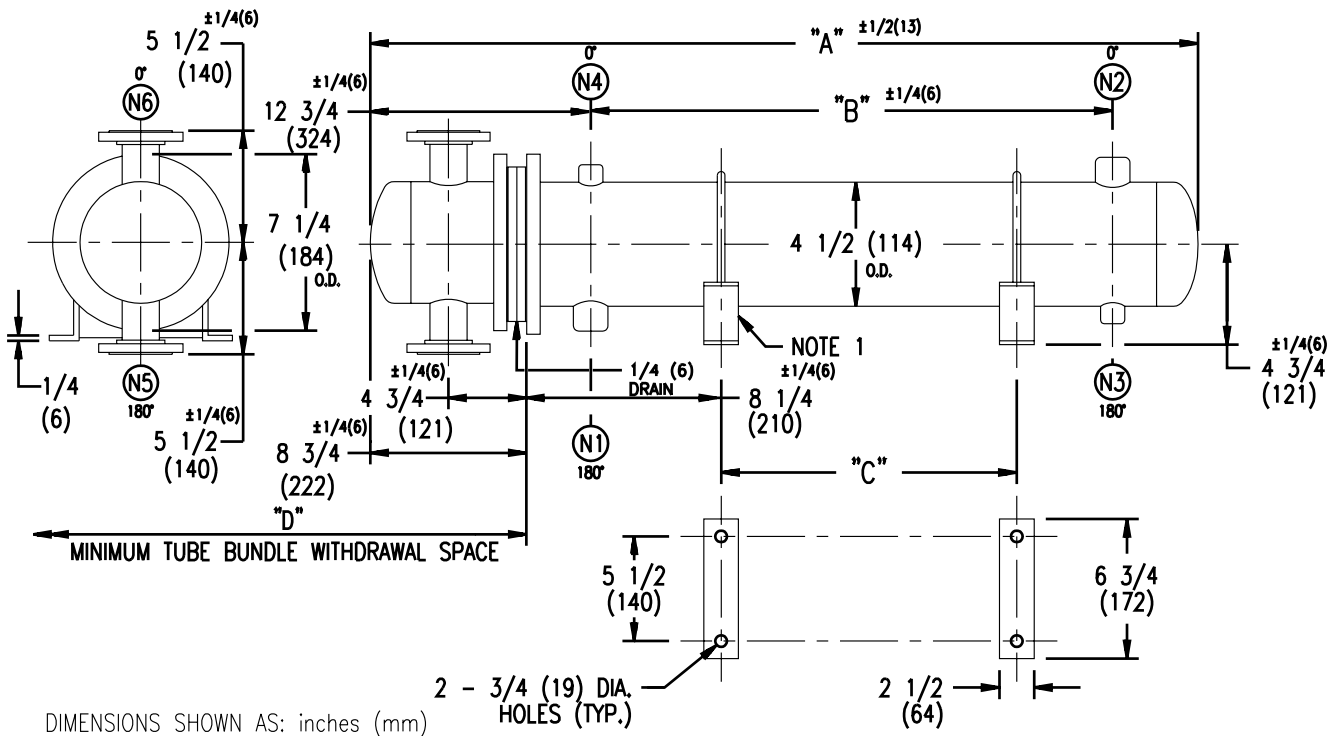 ±1/4(6)
5 1/2
(140)
0°
N6
"A" ±1/2(13)
±1/4(6)
12 3/4
(324)
0°
N4
"B" ±1/4(6)
0°
N2
7 1/4
(184)
O.D.
4 1/2 (114)
O.D.
NOTE 1
1/4
(6)
N5
180°
±1/4(6)
5 1/2
(140)
±1/4(6)
4 3/4
(121)
1/4 (6)
DRAIN
±1/4(6)
8 1/4
(210)
N3
180°
±1/4(6)
4 3/4
(121)
±1/4(6)
8 3/4
(222)
N1
180°
"C"
"D"
MINIMUM TUBE BUNDLE WITHDRAWAL SPACE
5 1/2
(140)
6 3/4
(172)
2 - 3/4 (19) DIA.
HOLES (TYP.)
2 1/2
(64)
DIMENSIONS SHOWN AS: inches (mm)